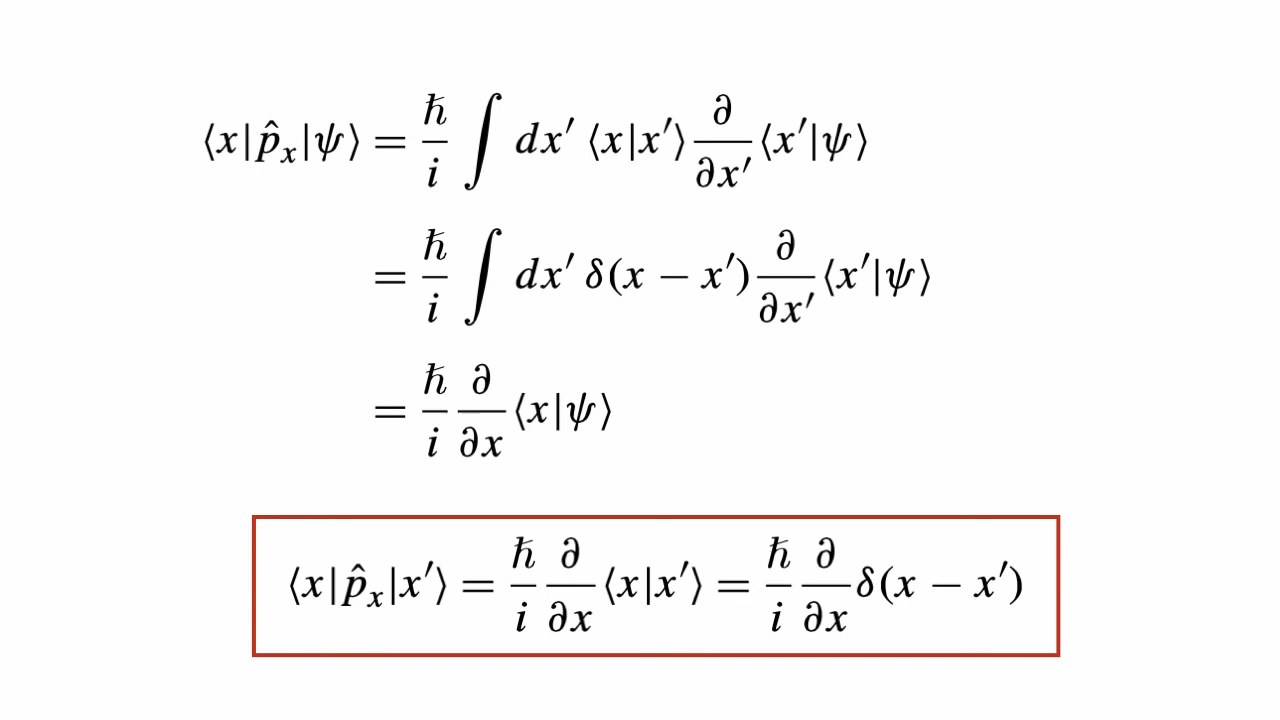 ⟨x|p̂ₓ|ψ⟩ = ħ/i ∫ dx′ ⟨x|x′⟩ ∂/∂x′ ⟨x′|ψ⟩
= ħ/i ∫ dx′ δ(x − x′) ∂/∂x′ ⟨x′|ψ⟩
= ħ/i ∂/∂x ⟨x|ψ⟩
⟨x|p̂ₓ|x′⟩ = ħ/i ∂/∂x ⟨x|x′⟩ = ħ/i ∂/∂x δ(x − x′)